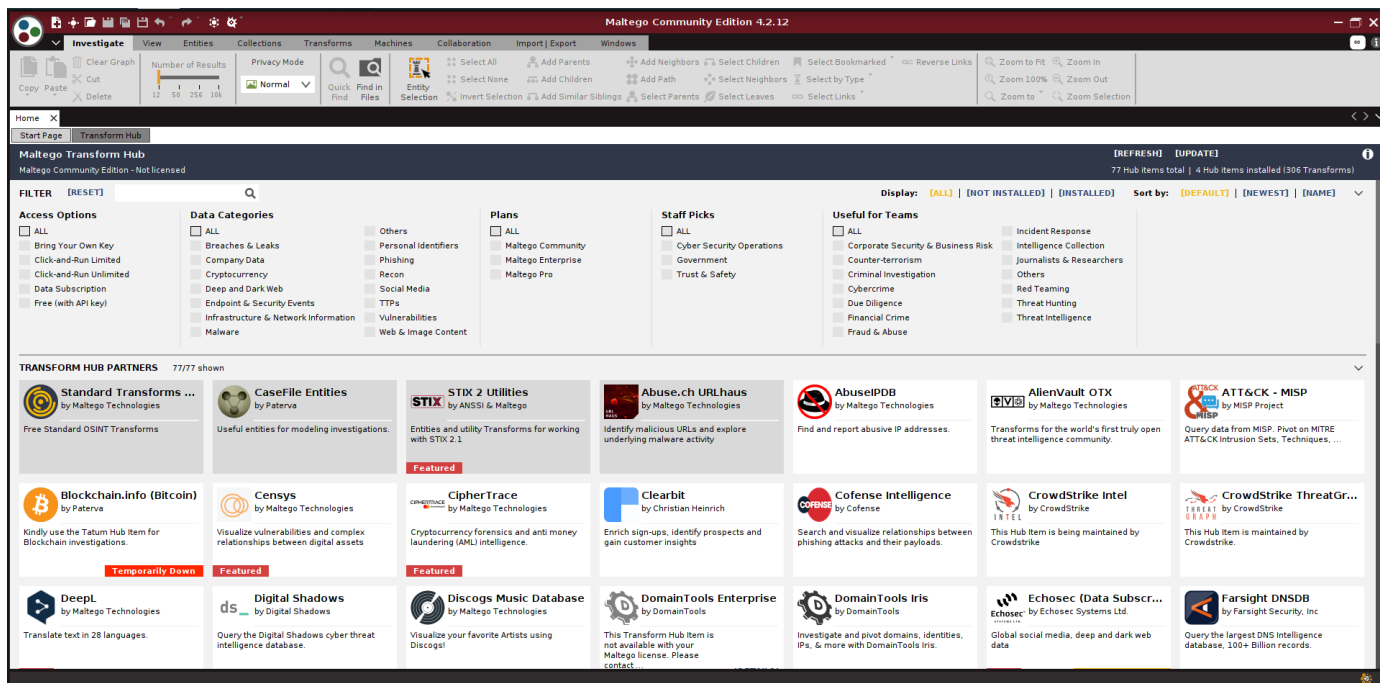 Maltego Community Edition 4.2.12
Investigate View Entities Collections Transforms Machines Collaboration Import | Export Windows
Copy Paste Clear Graph Cut Delete
Number of Results
12 50 256 10k
Privacy Mode
Normal
Quick Find Find in Files
Entity Selection
Select All Add Parents Add Neighbors Select Children Select Bookmarked Reverse Links Zoom to Fit Zoom In
Select None Add Children Add Path Select Neighbors Select by Type Zoom 100% Zoom Out
Invert Selection Add Similar Siblings Select Parents Select Leaves Select Links Zoom to Zoom Selection
Home X
Start Page Transform Hub
Maltego Transform Hub [REFRESH] [UPDATE]
Maltego Community Edition - Not licensed 77 Hub items total | 4 Hub items installed (306 Transforms)
FILTER [RESET] Display: [ALL] | [NOT INSTALLED] | [INSTALLED] Sort by: [DEFAULT] | [NEWEST] | [NAME]
Access Options
ALL
Bring Your Own Key
Click-and-Run Limited
Click-and-Run Unlimited
Data Subscription
Free (with API key)
Data Categories
ALL
Breaches & Leaks
Company Data
Cryptocurrency
Deep and Dark Web
Endpoint & Security Events
Infrastructure & Network Information
Malware
Others
Personal Identifiers
Phishing
Recon
Social Media
TTPs
Vulnerabilities
Web & Image Content
Plans
ALL
Maltego Community
Maltego Enterprise
Maltego Pro
Staff Picks
ALL
Cyber Security Operations
Government
Trust & Safety
Useful for Teams
ALL
Corporate Security & Business Risk
Counter-terrorism
Criminal Investigation
Cybercrime
Due Diligence
Financial Crime
Fraud & Abuse
Incident Response
Intelligence Collection
Journalists & Researchers
Others
Red Teaming
Threat Hunting
Threat Intelligence
TRANSFORM HUB PARTNERS 77/77 shown
Standard Transforms ...
by Maltego Technologies
Free Standard OSINT Transforms
CaseFile Entities
by Paterva
Useful entities for modeling investigations.
STIX
STIX 2 Utilities
by ANSSI & Maltego
Entities and utility Transforms for working
with STIX 2.1
Featured
URL
HAUS
Abuse.ch URLhaus
by Maltego Technologies
Identify malicious URLs and explore
underlying malware activity
AbuseIPDB
by Maltego Technologies
Find and report abusive IP addresses.
AlienVault OTX
by Maltego Technologies
Transforms for the world's first truly open
threat intelligence community.
ATT&CK
MISP
ATT&CK - MISP
by MISP Project
Query data from MISP. Pivot on MITRE
ATT&CK Intrusion Sets, Techniques, ...
Blockchain.info (Bitcoin)
by Paterva
Kindly use the Tatum Hub Item for
Blockchain investigations.
Temporarily Down
Censys
by Maltego Technologies
Visualize vulnerabilities and complex
relationships between digital assets
Featured
CIPHERTRACE
CipherTrace
by Maltego Technologies
Cryptocurrency forensics and anti money
laundering (AML) intelligence.
Featured
Clearbit
by Christian Heinrich
Enrich sign-ups, identify prospects and
gain customer insights
COFENSE
Cofense Intelligence
by Cofense
Search and visualize relationships between
phishing attacks and their payloads.
INTEL
CrowdStrike Intel
by CrowdStrike
This Hub Item is being maintained by
Crowdstrike
THREAT
GRAPH
CrowdStrike ThreatGr...
by CrowdStrike
This Hub Item is maintained by
Crowdstrike.
DeepL
by Maltego Technologies
Translate text in 28 languages.
ds_
Digital Shadows
by Digital Shadows
Query the Digital Shadows cyber threat
intelligence database.
Discogs Music Database
by Maltego Technologies
Visualize your favorite Artists using
Discogs!
DomainTools Enterprise
by DomainTools
This Transform Hub Item is
not available with your
Maltego license. Please
contact ...
DomainTools Iris
by DomainTools
Investigate and pivot domains, identities,
IPs, & more with DomainTools Iris.
Echosec
Echosec (Data Subscr...
by Echosec Systems Ltd.
Global social media, deep and dark web
data
Farsight DNSDB
by Farsight Security, Inc
Query the largest DNS Intelligence
database, 100+ Billion records.